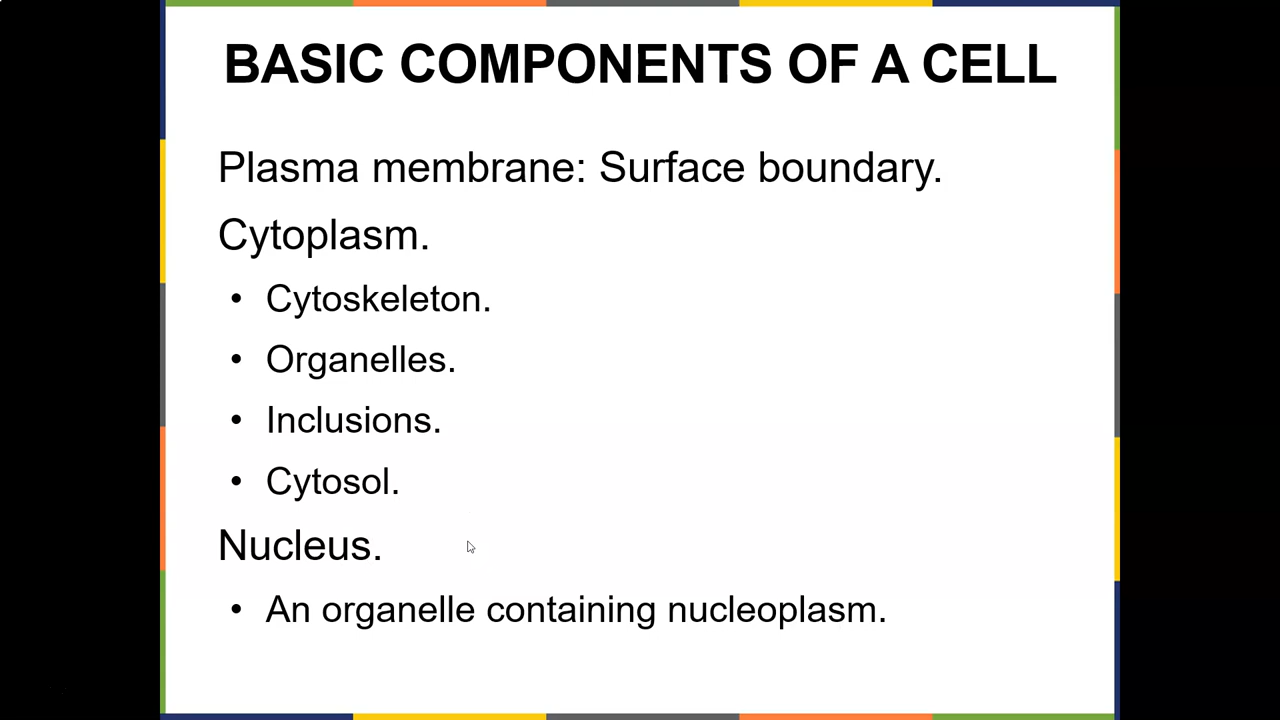 BASIC COMPONENTS OF A CELL
Plasma membrane: Surface boundary.
Cytoplasm.
• Cytoskeleton.
• Organelles.
• Inclusions.
• Cytosol.
Nucleus.
• An organelle containing nucleoplasm.